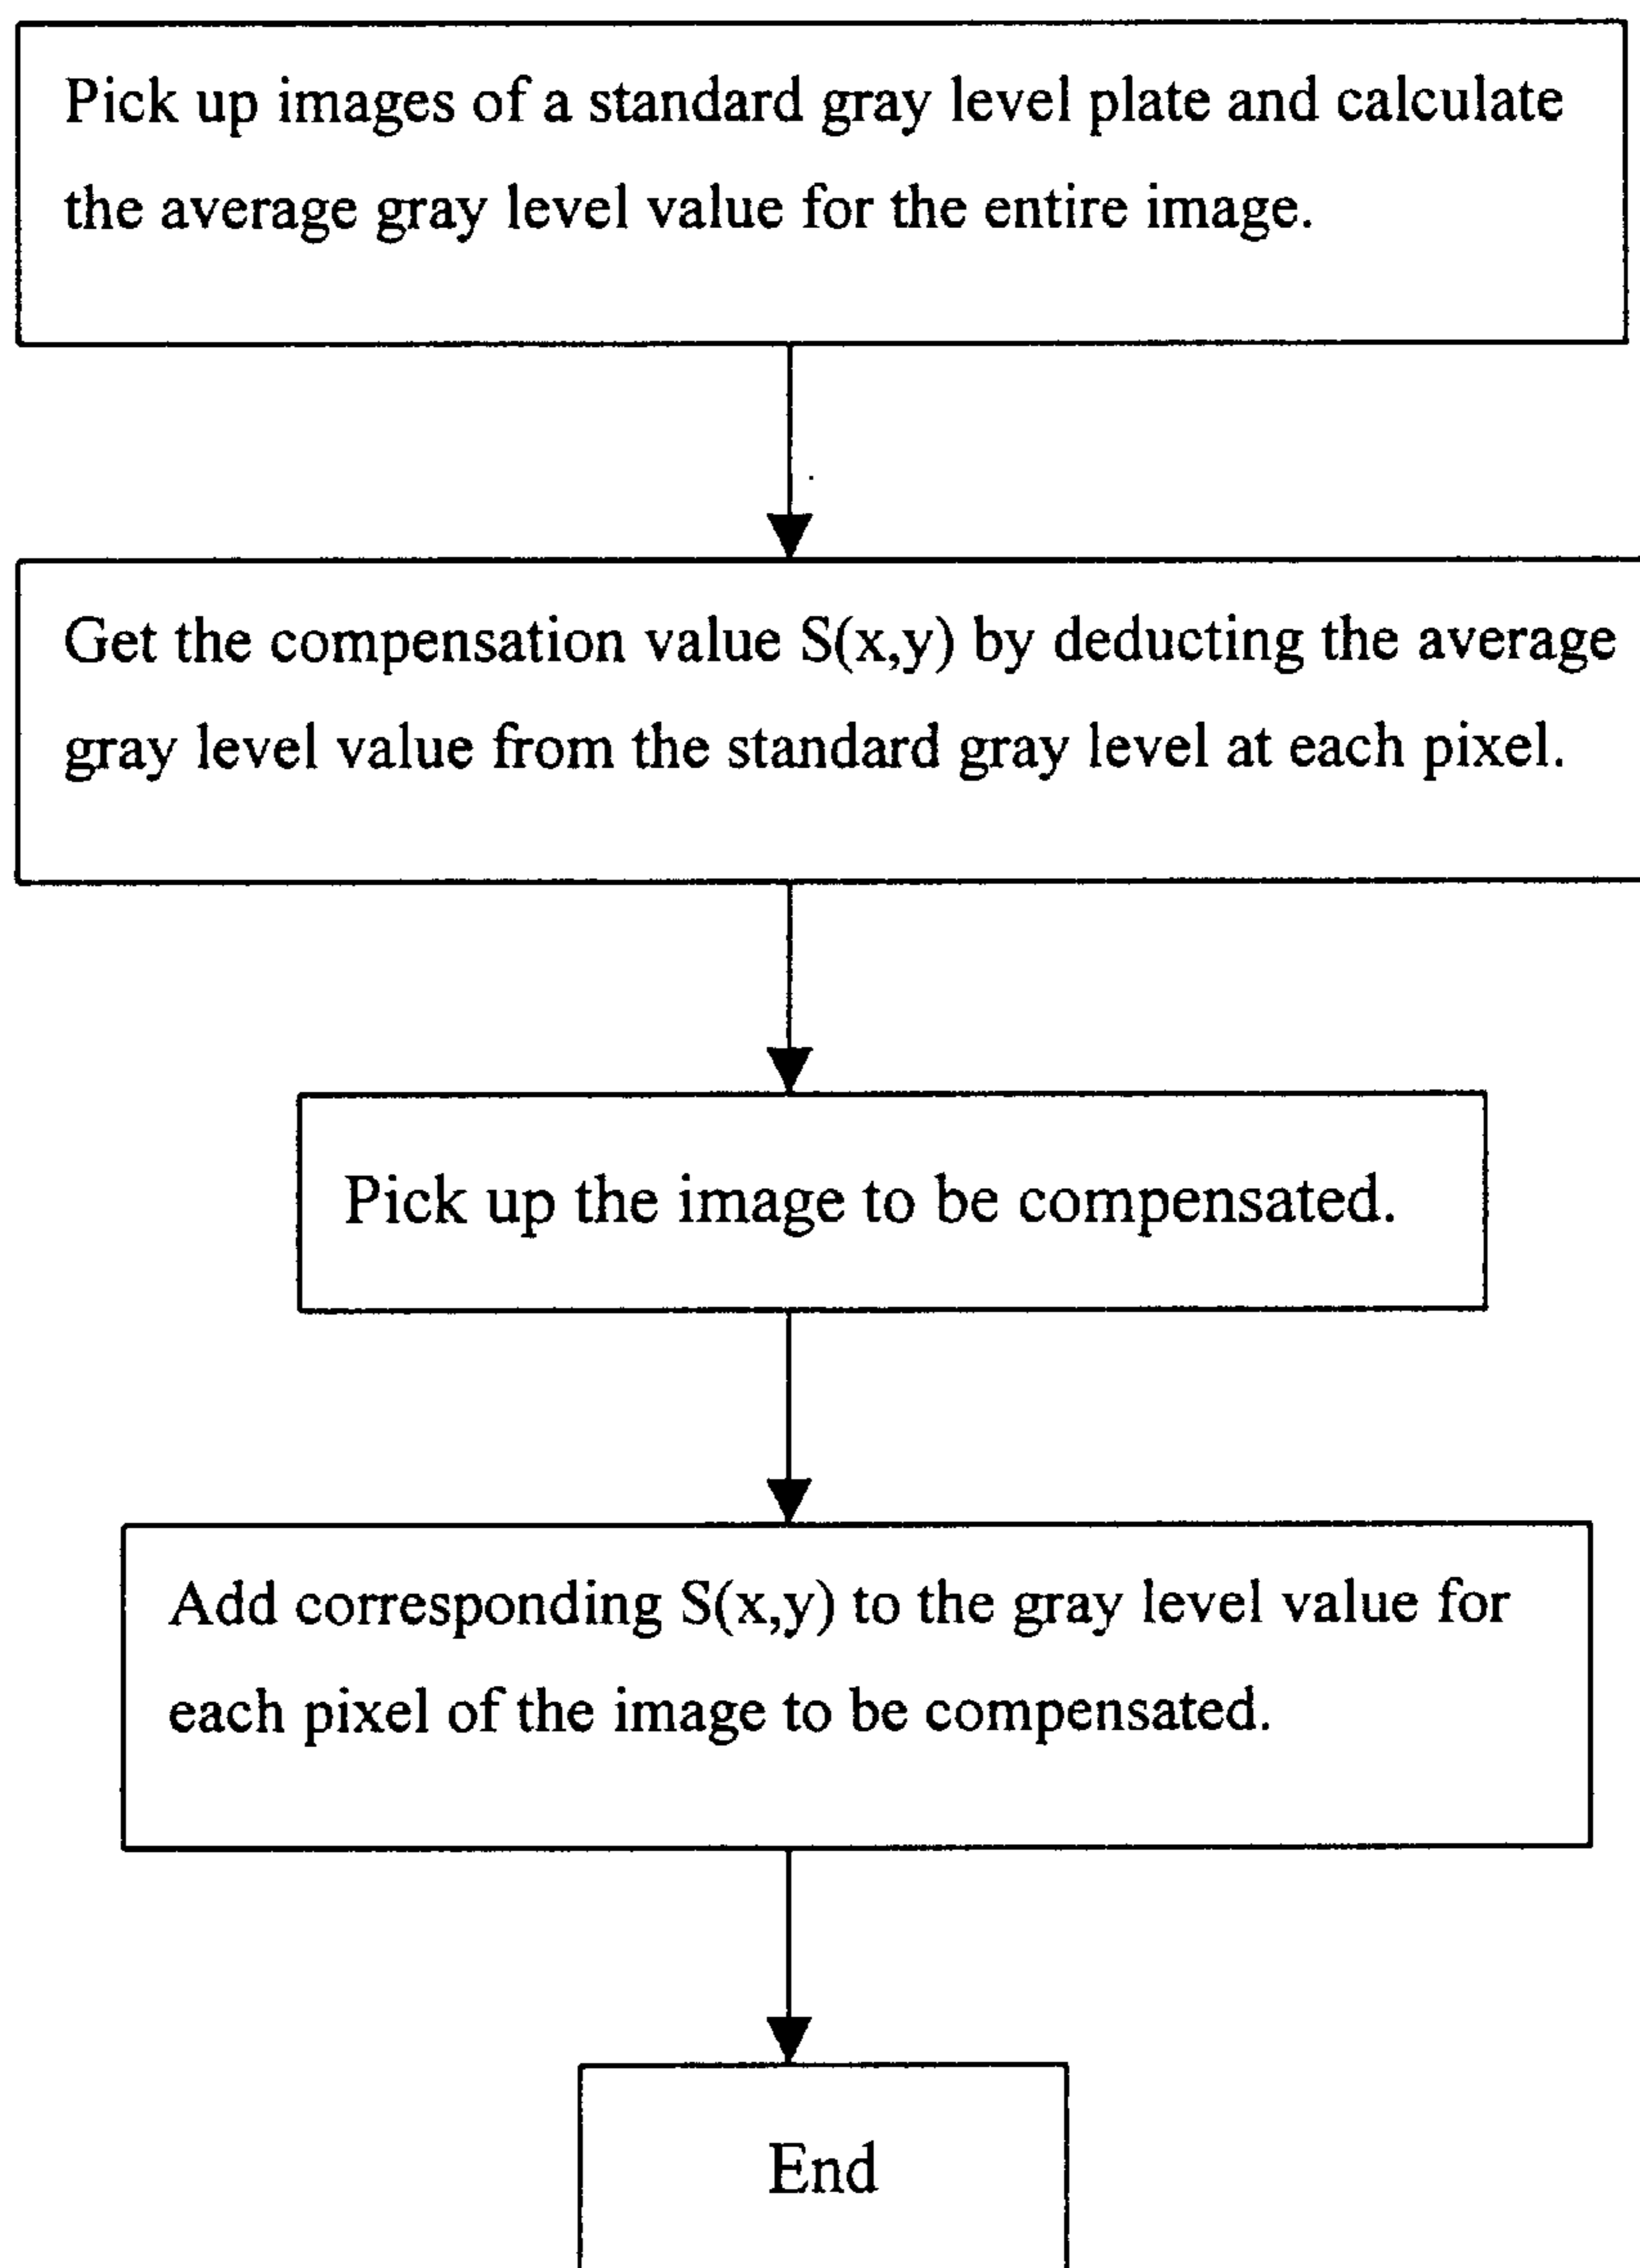 Pick up images of a standard gray level plate and calculate
the average gray level value for the entire image.
Get the compensation value S(x,y) by deducting the average
gray level value from the standard gray level at each pixel.
Pick up the image to be compensated.
Add corresponding S(x,y) to the gray level value for
each pixel of the image to be compensated.
End